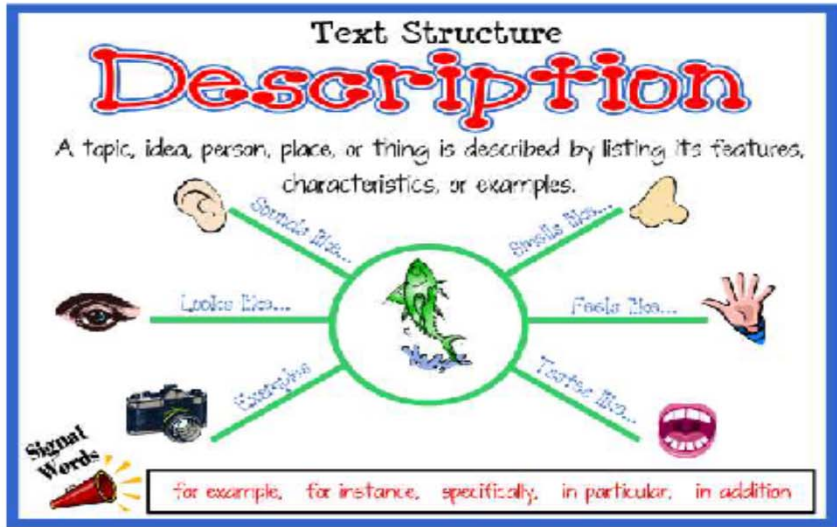 Text Structure
Description
A topic, idea, person, place, or thing is described by listing its features,
characteristics, or examples.
Sounds like...
Smells like...
Looks like...
Feels like...
Examples
Tastes like...
Signal
Words
for example, for instance, specifically, in particular, in addition